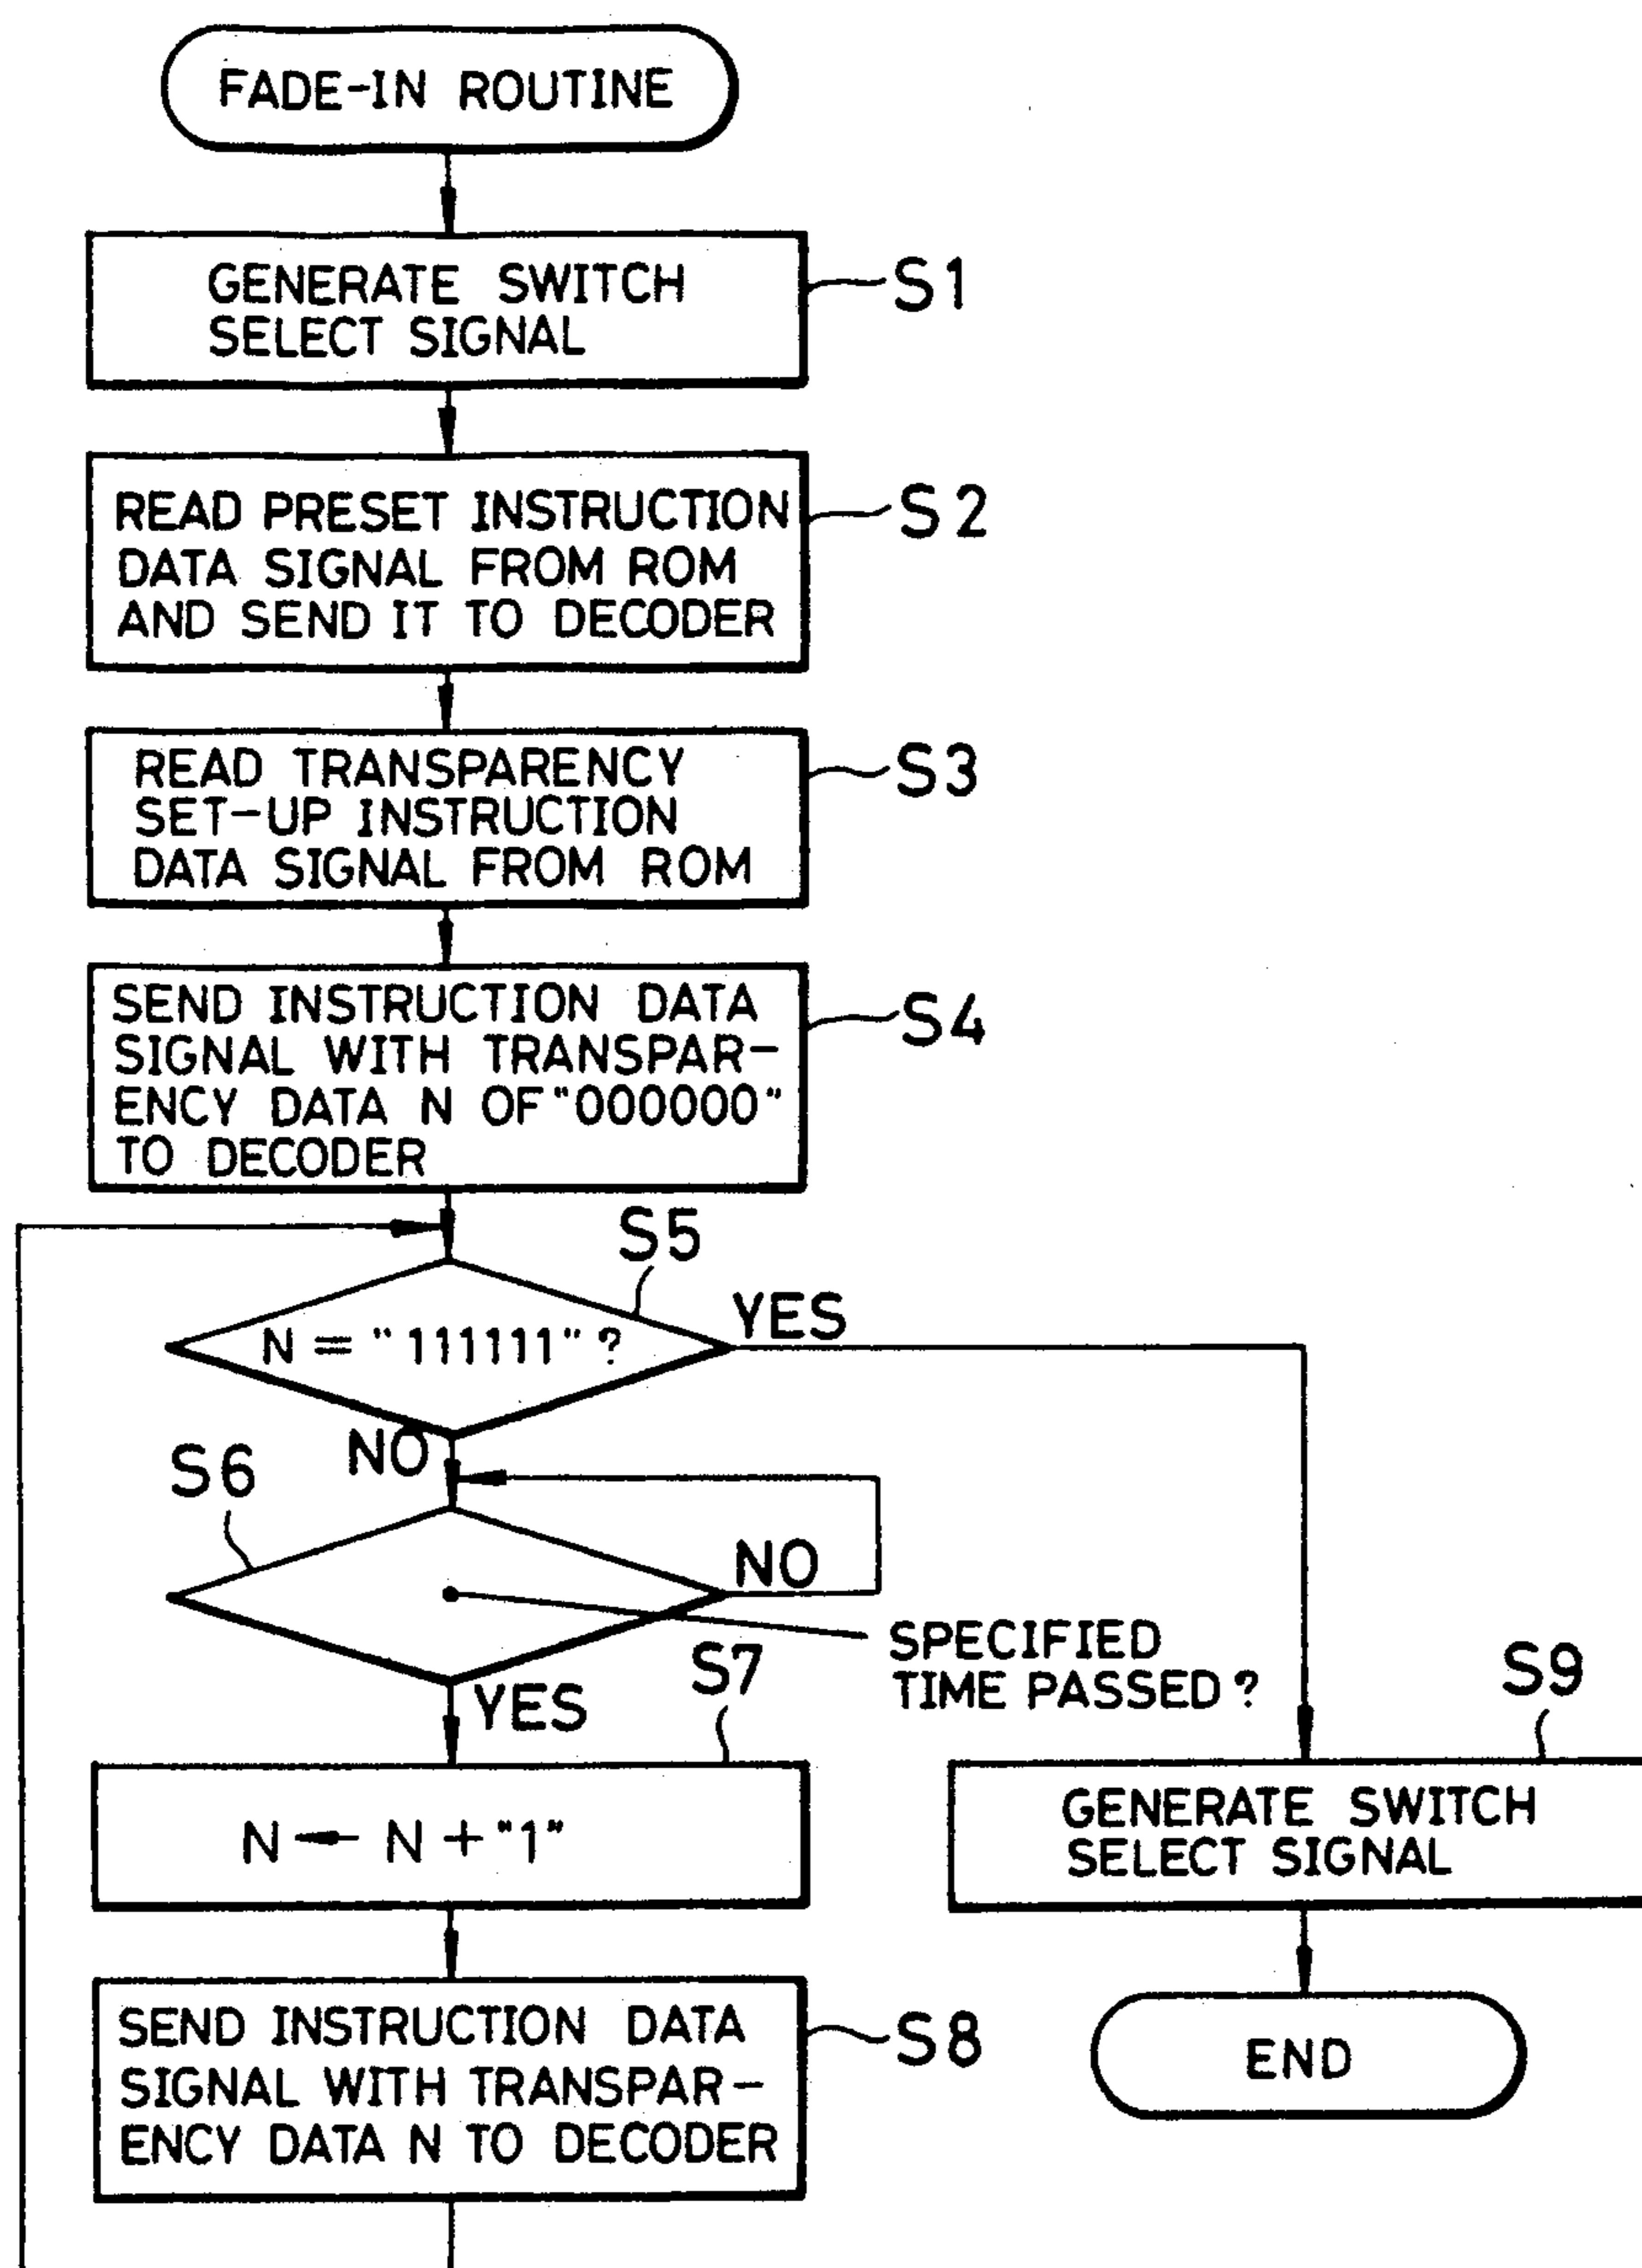 FADE-IN ROUTINE
GENERATE SWITCH
SELECT SIGNAL
S1
READ PRESET INSTRUCTION
DATA SIGNAL FROM ROM
AND SEND IT TO DECODER
S2
READ TRANSPARENCY
SET-UP INSTRUCTION
DATA SIGNAL FROM ROM
S3
SEND INSTRUCTION DATA
SIGNAL WITH TRANSPAR-
ENCY DATA N OF "000000"
TO DECODER
S4
S5
N = "111111" ?
YES
NO
S6
NO
SPECIFIED
TIME PASSED ?
YES
S7
N ← N + "1"
SEND INSTRUCTION DATA
SIGNAL WITH TRANSPAR-
ENCY DATA N TO DECODER
S8
S9
GENERATE SWITCH
SELECT SIGNAL
END